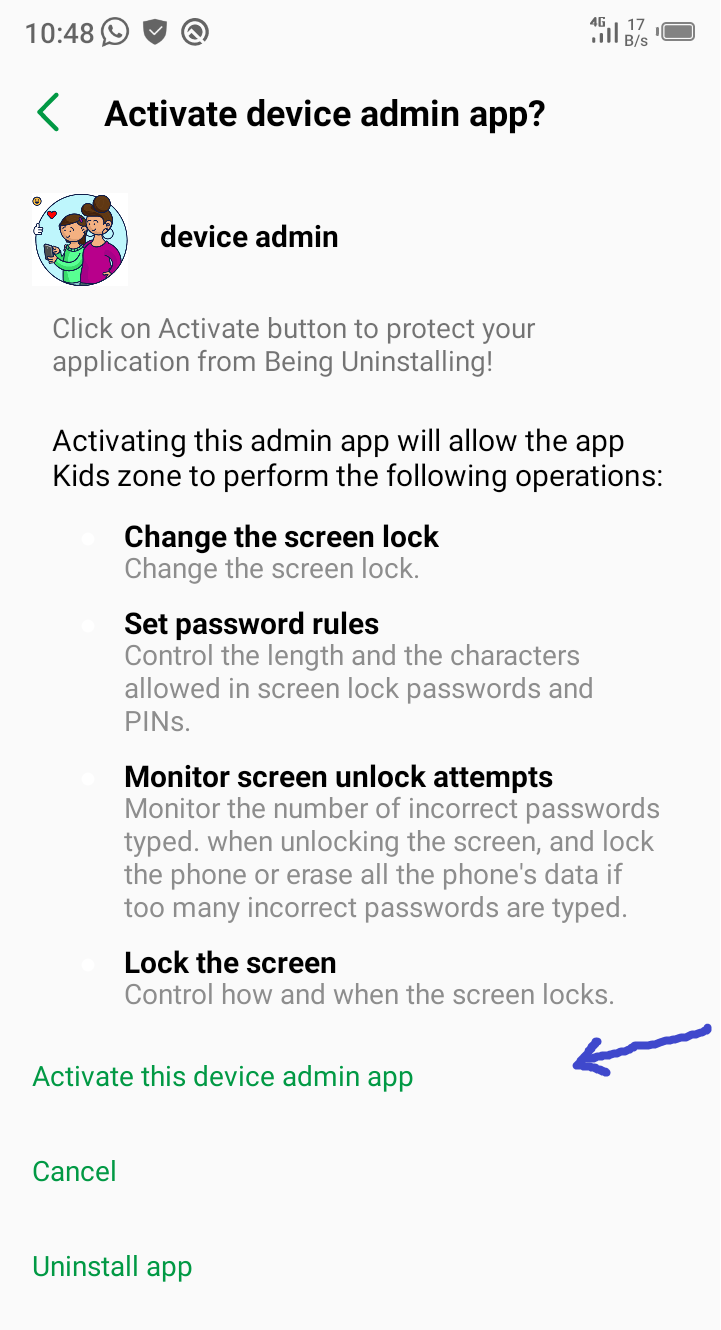 10:48 4G 17 B/s
Activate device admin app?
device admin
Click on Activate button to protect your
application from Being Uninstalling!
Activating this admin app will allow the app
Kids zone to perform the following operations:
Change the screen lock
Change the screen lock.
Set password rules
Control the length and the characters
allowed in screen lock passwords and
PINs.
Monitor screen unlock attempts
Monitor the number of incorrect passwords
typed. when unlocking the screen, and lock
the phone or erase all the phone's data if
too many incorrect passwords are typed.
Lock the screen
Control how and when the screen locks.
Activate this device admin app
Cancel
Uninstall app